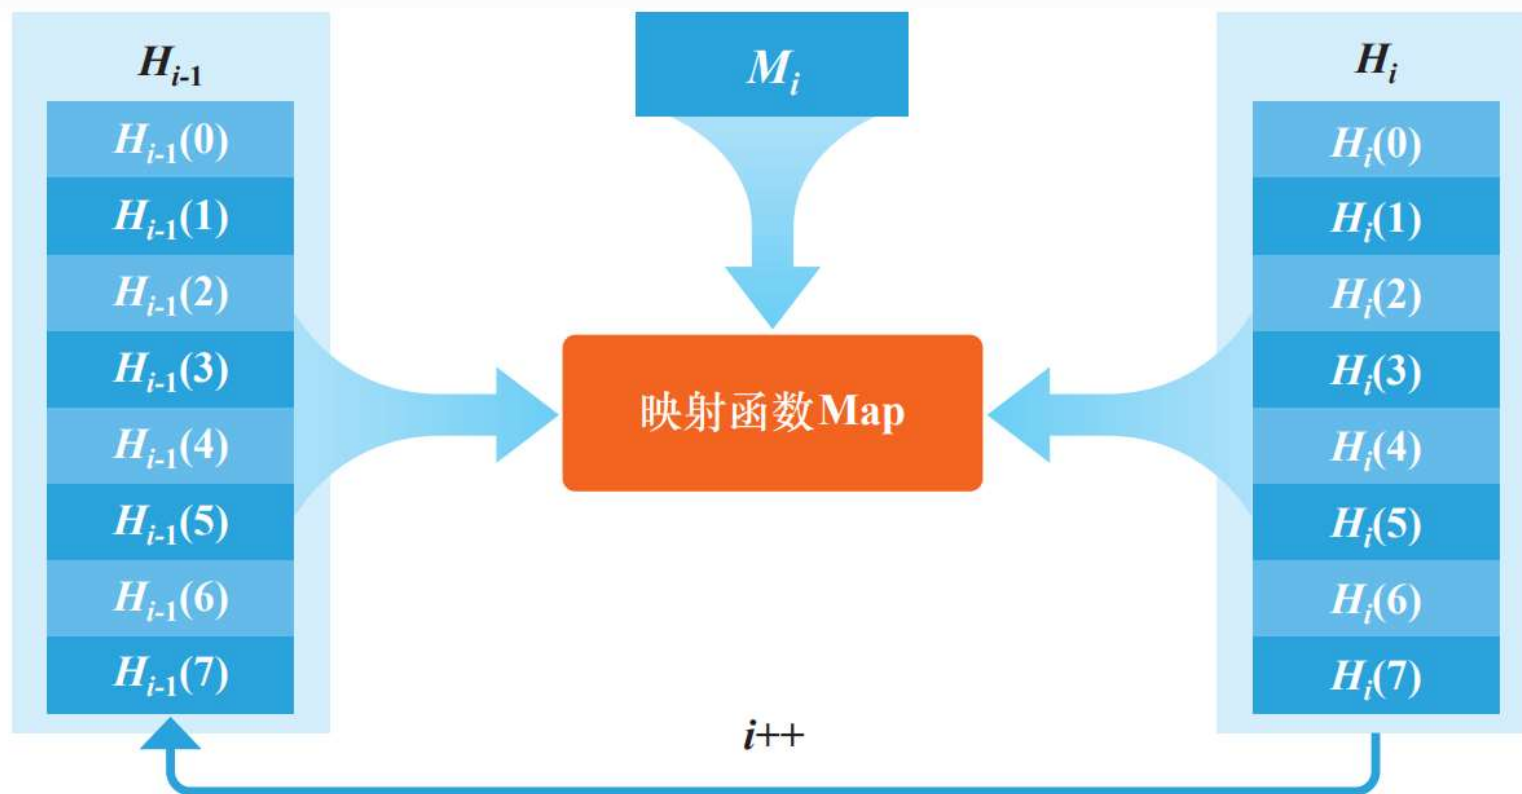 H_{i-1}
H_{i-1}(0)
H_{i-1}(1)
H_{i-1}(2)
H_{i-1}(3)
H_{i-1}(4)
H_{i-1}(5)
H_{i-1}(6)
H_{i-1}(7)
M_i
映射函数Map
i++
H_i
H_i(0)
H_i(1)
H_i(2)
H_i(3)
H_i(4)
H_i(5)
H_i(6)
H_i(7)